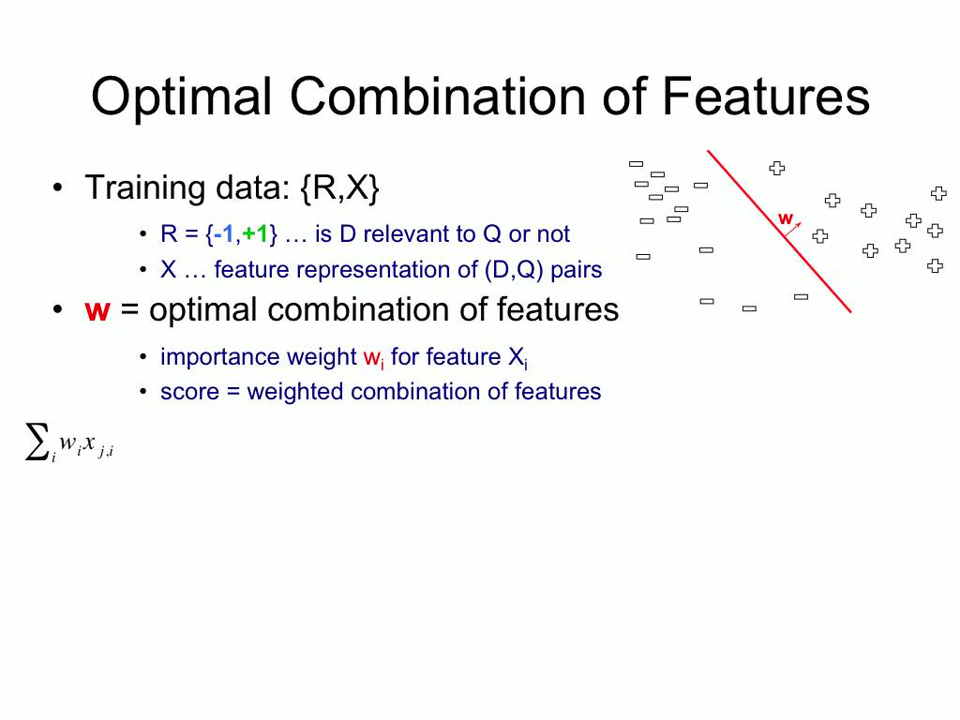 Optimal Combination of Features
• Training data: {R,X}
• R = {-1,+1} … is D relevant to Q or not
• X … feature representation of (D,Q) pairs
• w = optimal combination of features
• importance weight wᵢ for feature Xᵢ
• score = weighted combination of features
∑ᵢ wᵢ x j,i
w